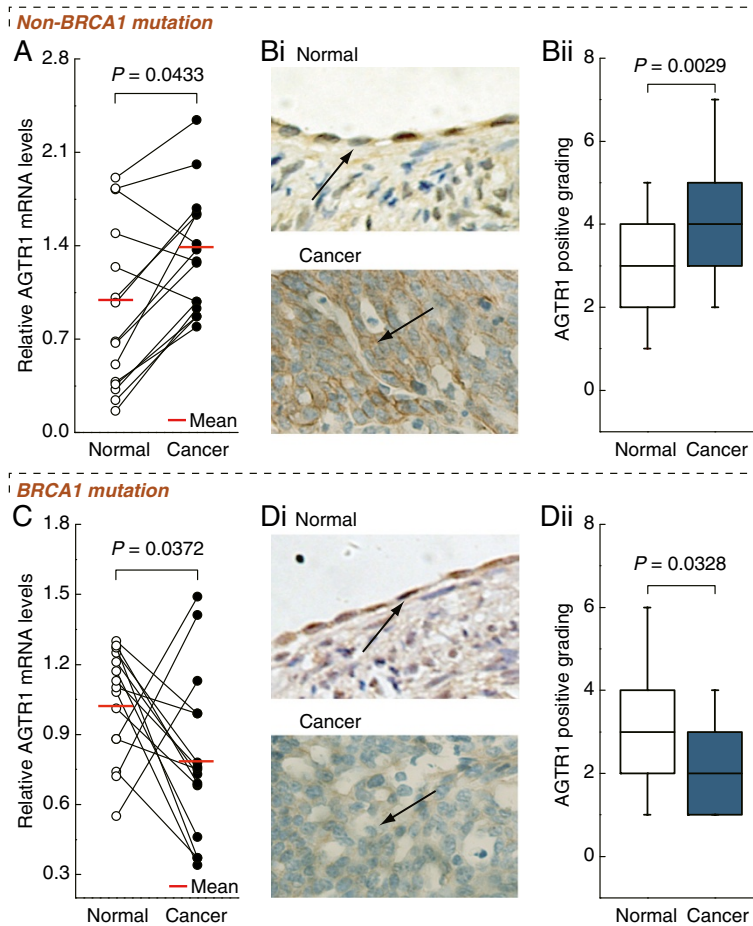 Non-BRCA1 mutation
A
2.8
2.1
1.4
0.7
0.0
Relative AGTR1 mRNA levels
P = 0.0433
Mean
Normal
Cancer
Bi
Normal
Cancer
Bii
8
6
4
2
0
AGTR1 positive grading
P = 0.0029
Normal
Cancer
BRCA1 mutation
C
1.8
1.5
1.2
0.9
0.6
0.3
Relative AGTR1 mRNA levels
P = 0.0372
Mean
Normal
Cancer
Di
Normal
Cancer
Dii
8
6
4
2
0
AGTR1 positive grading
P = 0.0328
Normal
Cancer